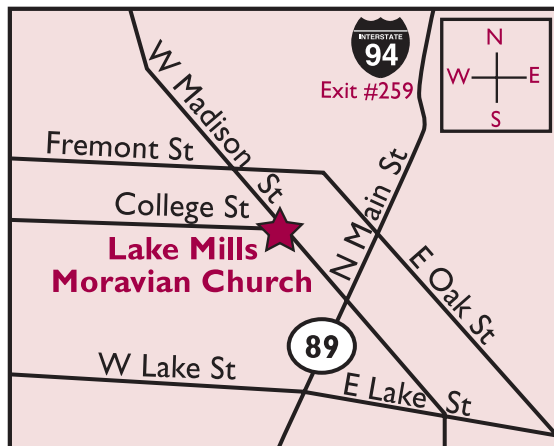 INTERSTATE
94
Exit #259
N
W E
S
W Madison St
Fremont St
College St
Lake Mills
Moravian Church
N Main St
E Oak St
89
W Lake St
E Lake St